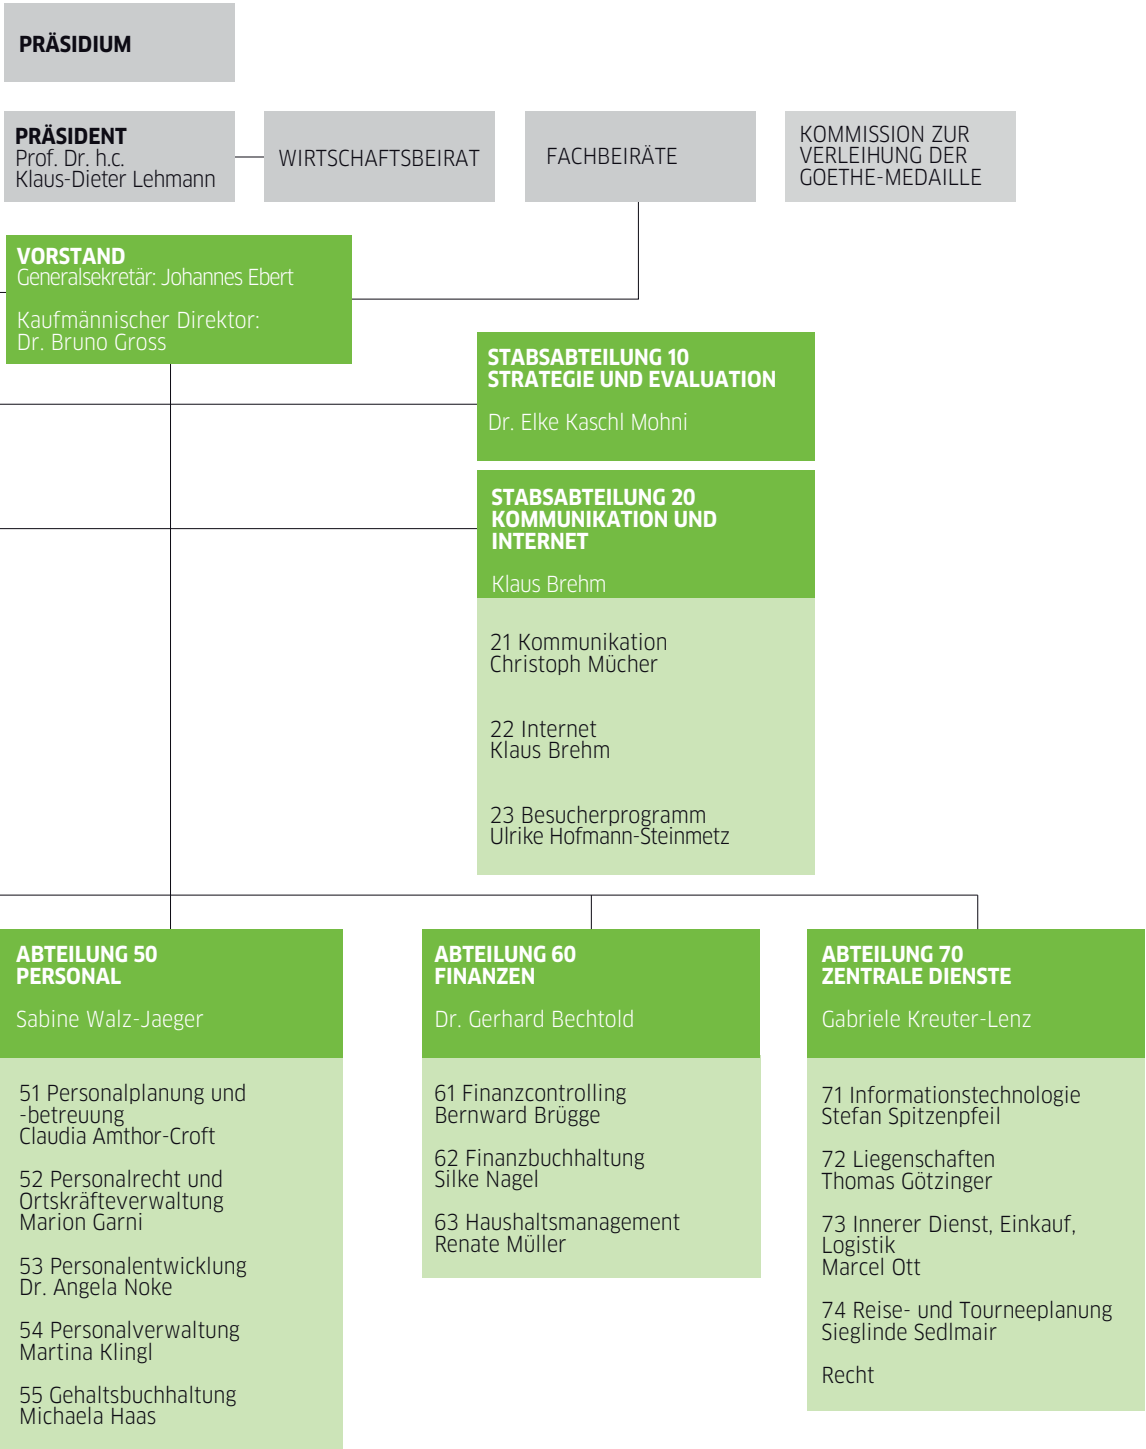 PRÄSIDIUM
PRÄSIDENT
Prof. Dr. h.c.
Klaus-Dieter Lehmann
WIRTSCHAFTSBEIRAT
FACHBEIRÄTE
KOMMISSION ZUR
VERLEIHUNG DER
GOETHE-MEDAILLE
VORSTAND
Generalsekretär: Johannes Ebert
Kaufmännischer Direktor:
Dr. Bruno Gross
STABSABTEILUNG 10
STRATEGIE UND EVALUATION
Dr. Elke Kaschl Mohni
STABSABTEILUNG 20
KOMMUNIKATION UND
INTERNET
Klaus Brehm
21 Kommunikation
Christoph Mücher
22 Internet
Klaus Brehm
23 Besucherprogramm
Ulrike Hofmann-Steinmetz
ABTEILUNG 50
PERSONAL
Sabine Walz-Jaeger
51 Personalplanung und
-betreuung
Claudia Amthor-Croft
52 Personalrecht und
Ortskräfteverwaltung
Marion Garni
53 Personalentwicklung
Dr. Angela Noke
54 Personalverwaltung
Martina Klingl
55 Gehaltsbuchhaltung
Michaela Haas
ABTEILUNG 60
FINANZEN
Dr. Gerhard Bechtold
61 Finanzcontrolling
Bernward Brügge
62 Finanzbuchhaltung
Silke Nagel
63 Haushaltsmanagement
Renate Müller
ABTEILUNG 70
ZENTRALE DIENSTE
Gabriele Kreuter-Lenz
71 Informationstechnologie
Stefan Spitzenpfeil
72 Liegenschaften
Thomas Götzinger
73 Innerer Dienst, Einkauf,
Logistik
Marcel Ott
74 Reise- und Tourneeplanung
Sieglinde Sedlmair
Recht